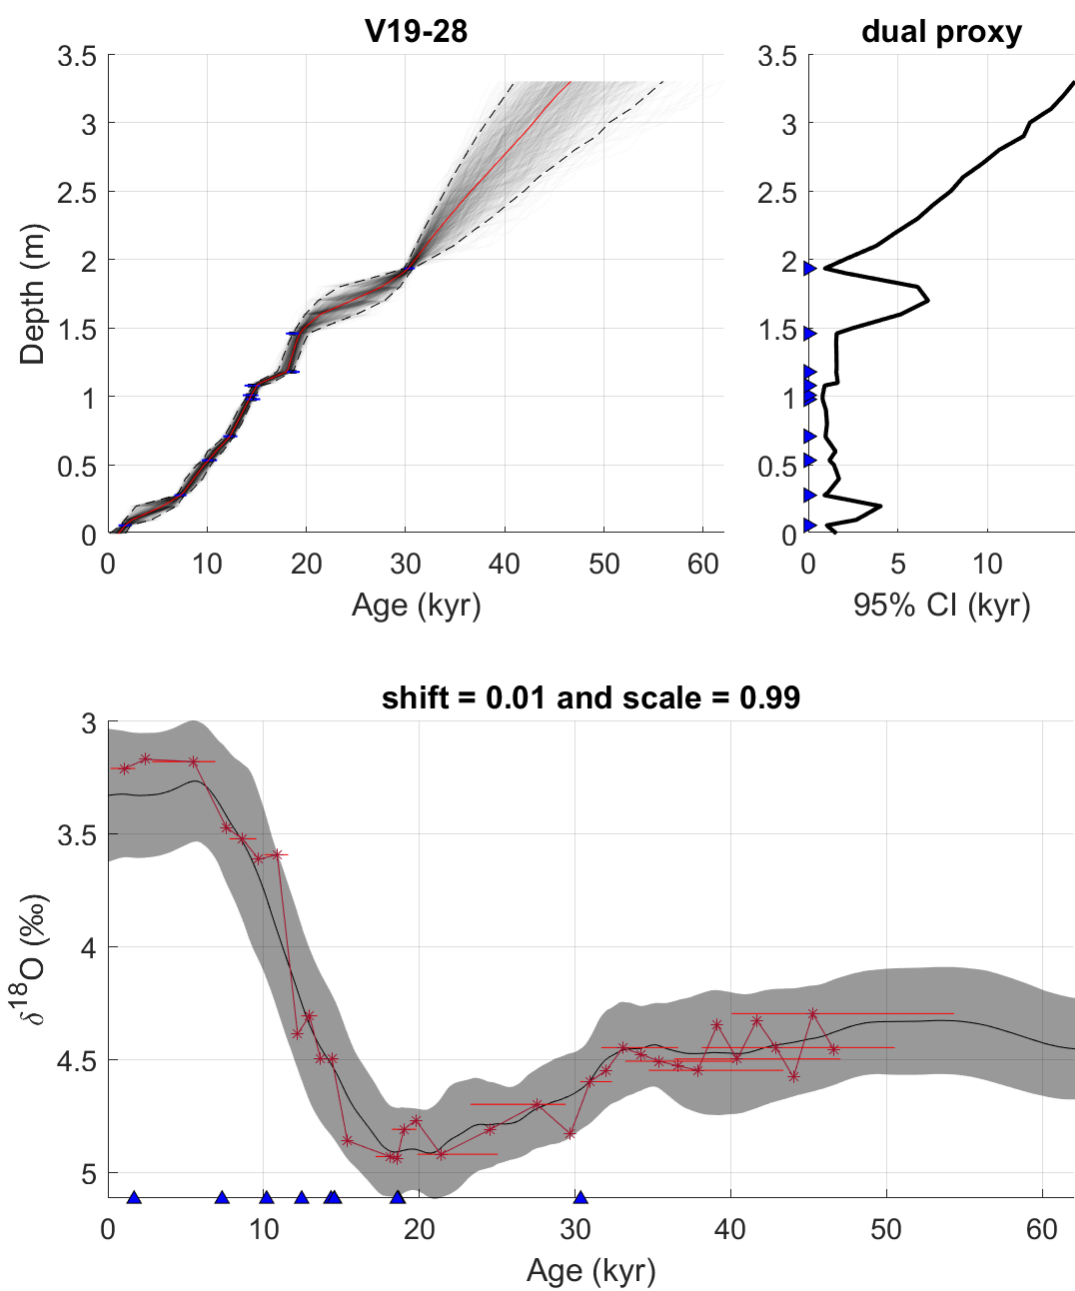 V19-28
dual proxy
3.5
3
2.5
2
1.5
1
0.5
0
Depth (m)
0 10 20 30 40 50 60
Age (kyr)
3.5
3
2.5
2
1.5
1
0.5
0
0 5 10
95% CI (kyr)
shift = 0.01 and scale = 0.99
3
3.5
4
4.5
5
δ¹⁸O (‰)
0 10 20 30 40 50 60
Age (kyr)